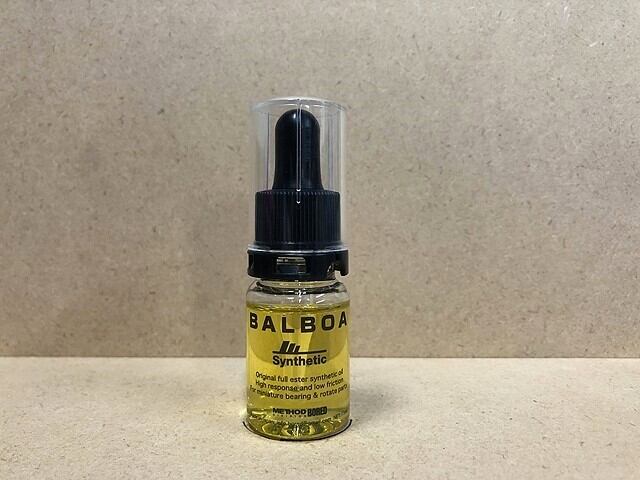 BALBOA
Synthetic
Original full ester synthetic oil
High response and low friction
For miniature bearing & rotate parts
METHOD BORED